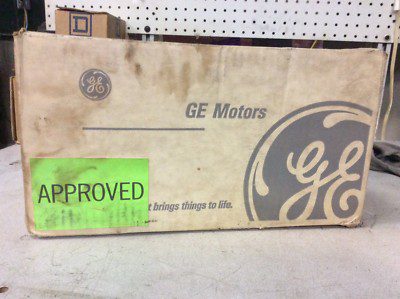 GE
GE Motors
APPROVED
t brings things to life.
GE